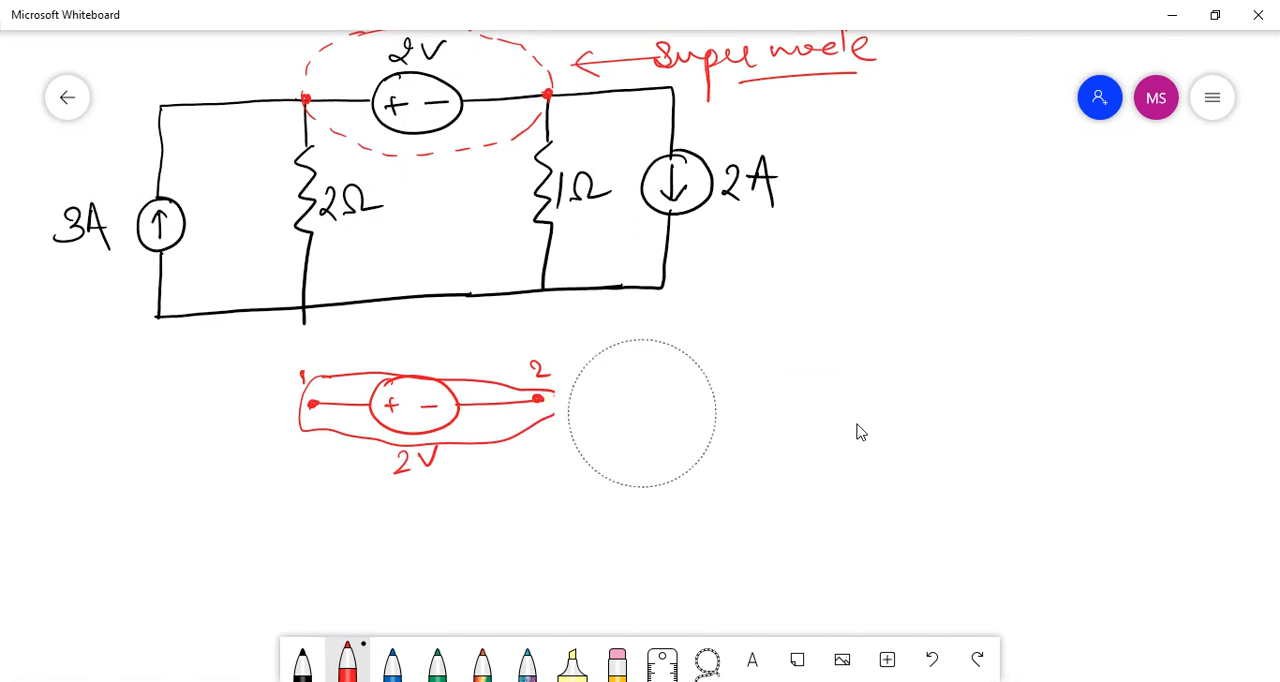 Microsoft Whiteboard
2V
Super node
+ −
MS
3A
2Ω
1Ω
2A
1
2
+ −
2V
A